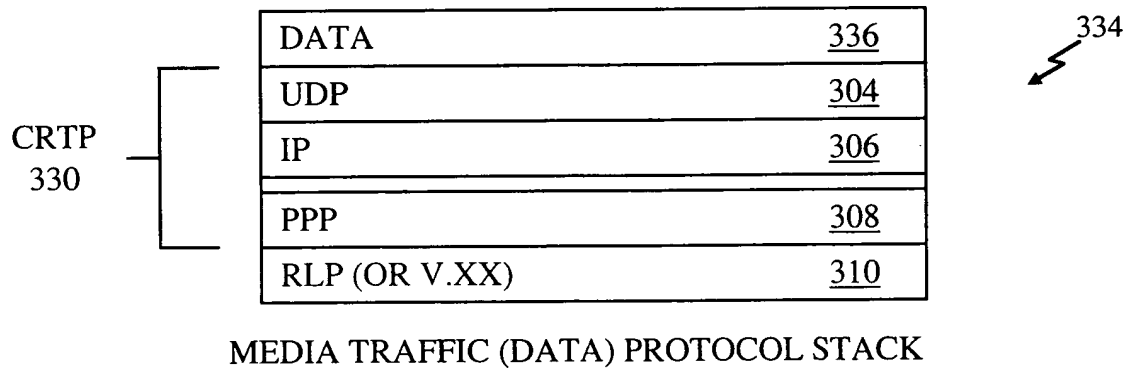 DATA 336
334
UDP 304
CRTP
330
IP 306
PPP 308
RLP (OR V.XX) 310
MEDIA TRAFFIC (DATA) PROTOCOL STACK